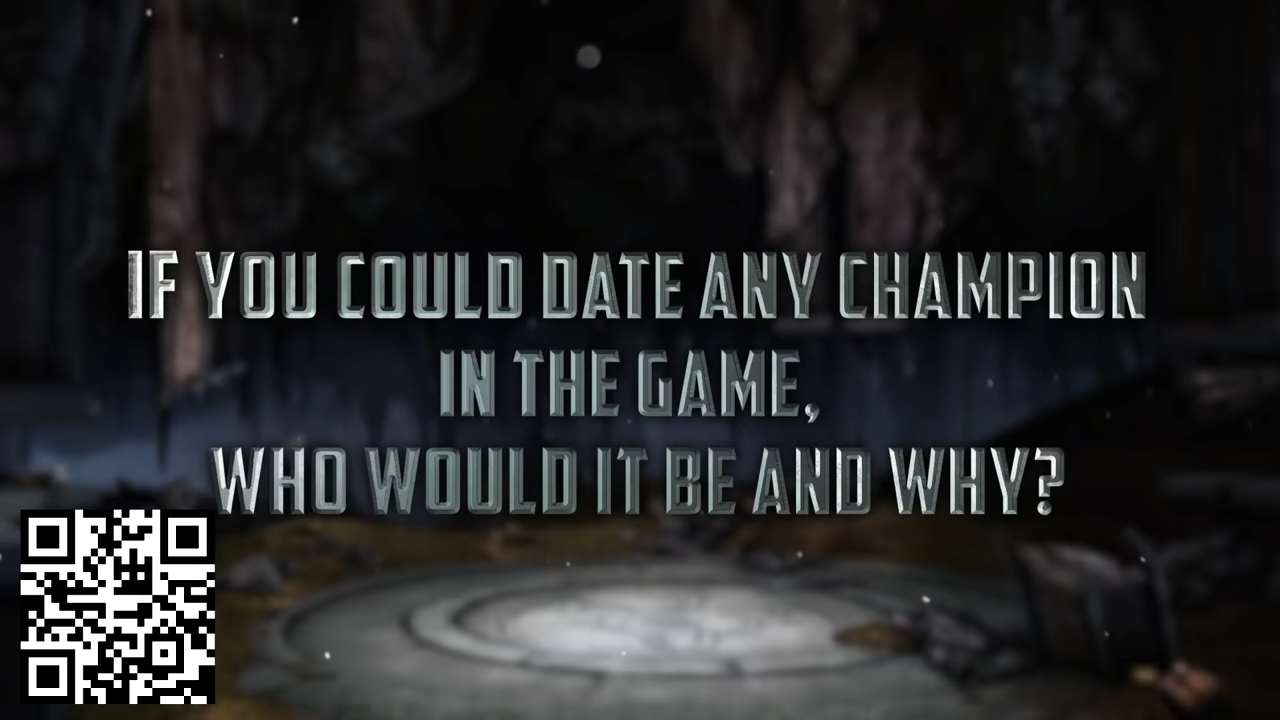 IF YOU COULD DATE ANY CHAMPION
IN THE GAME,
WHO WOULD IT BE AND WHY?